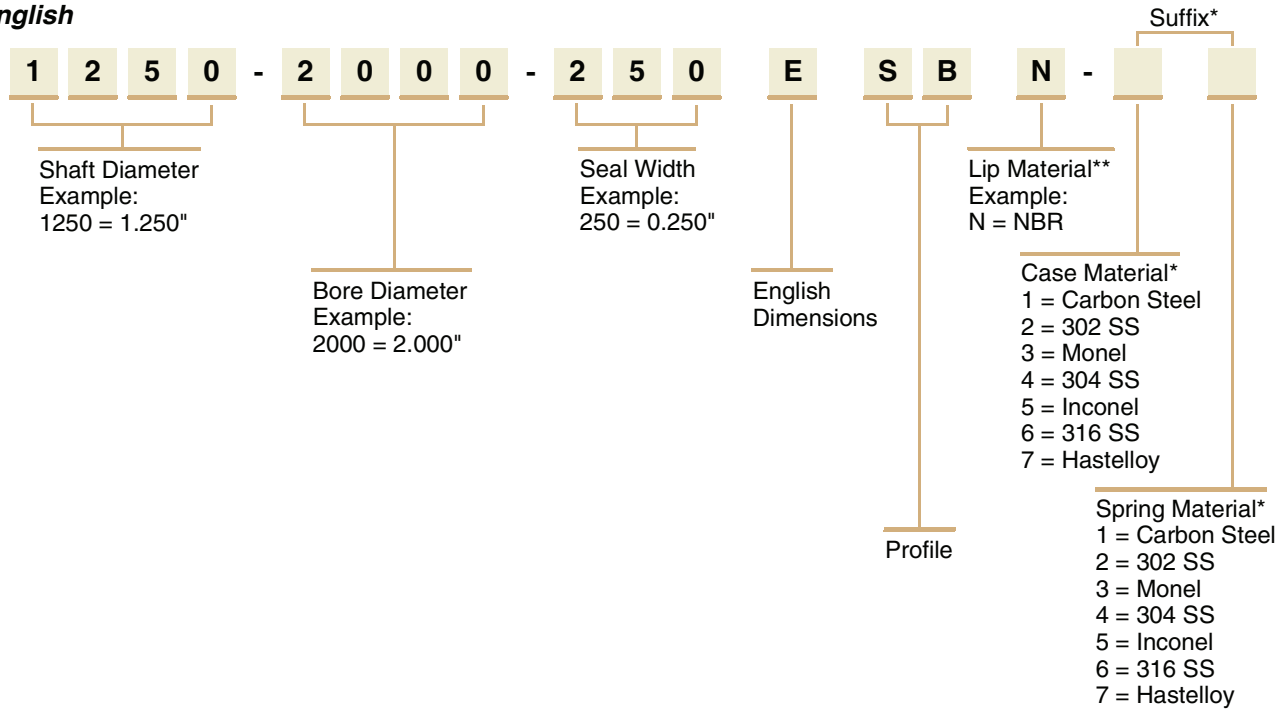 nglish
Suffix*
1 2 5 0 - 2 0 0 0 - 2 5 0 E S B N -
Shaft Diameter
Example:
1250 = 1.250"
Bore Diameter
Example:
2000 = 2.000"
Seal Width
Example:
250 = 0.250"
English
Dimensions
Profile
Lip Material**
Example:
N = NBR
Case Material*
1 = Carbon Steel
2 = 302 SS
3 = Monel
4 = 304 SS
5 = Inconel
6 = 316 SS
7 = Hastelloy
Spring Material*
1 = Carbon Steel
2 = 302 SS
3 = Monel
4 = 304 SS
5 = Inconel
6 = 316 SS
7 = Hastelloy